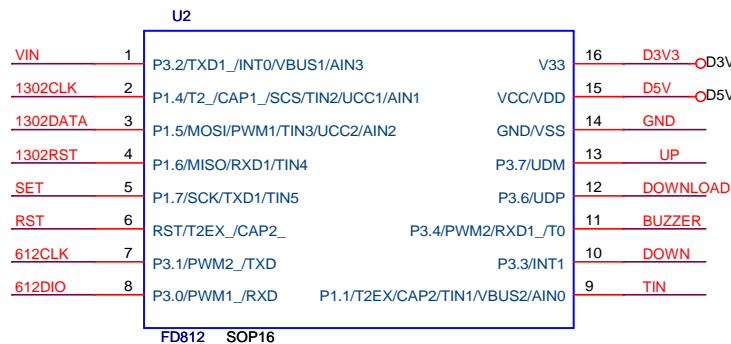 U2
VIN 1 P3.2/TXD1_/INT0/VBUS1/AIN3 V33 16 D3V3 D3V
1302CLK 2 P1.4/T2_/CAP1_/SCS/TIN2/UCC1/AIN1 VCC/VDD 15 D5V D5V
1302DATA 3 P1.5/MOSI/PWM1/TIN3/UCC2/AIN2 GND/VSS 14 GND
1302RST 4 P1.6/MISO/RXD1/TIN4 P3.7/UDM 13 UP
SET 5 P1.7/SCK/TXD1/TIN5 P3.6/UDP 12 DOWNLOAD
RST 6 RST/T2EX_/CAP2_ P3.4/PWM2/RXD1_/T0 11 BUZZER
612CLK 7 P3.1/PWM2_/TXD P3.3/INT1 10 DOWN
612DIO 8 P3.0/PWM1_/RXD P1.1/T2EX/CAP2/TIN1/VBUS2/AIN0 9 TIN
FD812 SOP16